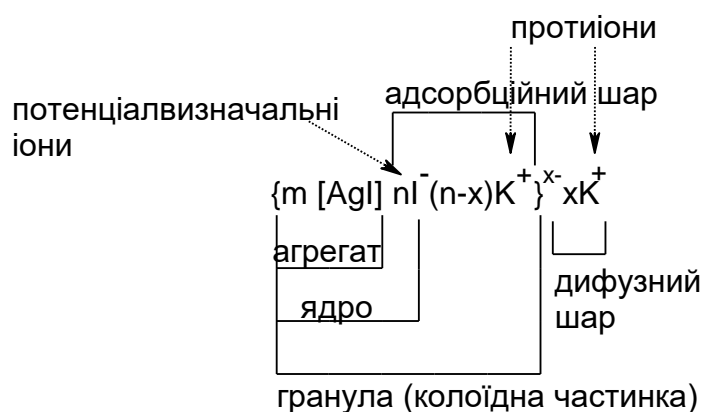 протиіони
адсорбційний шар
потенціалвизначальні
іони
{m [AgI] nI⁻(n-x)K⁺}ˣ⁻ xK⁺
агрегат
ядро
дифузний
шар
гранула (колоїдна частинка)